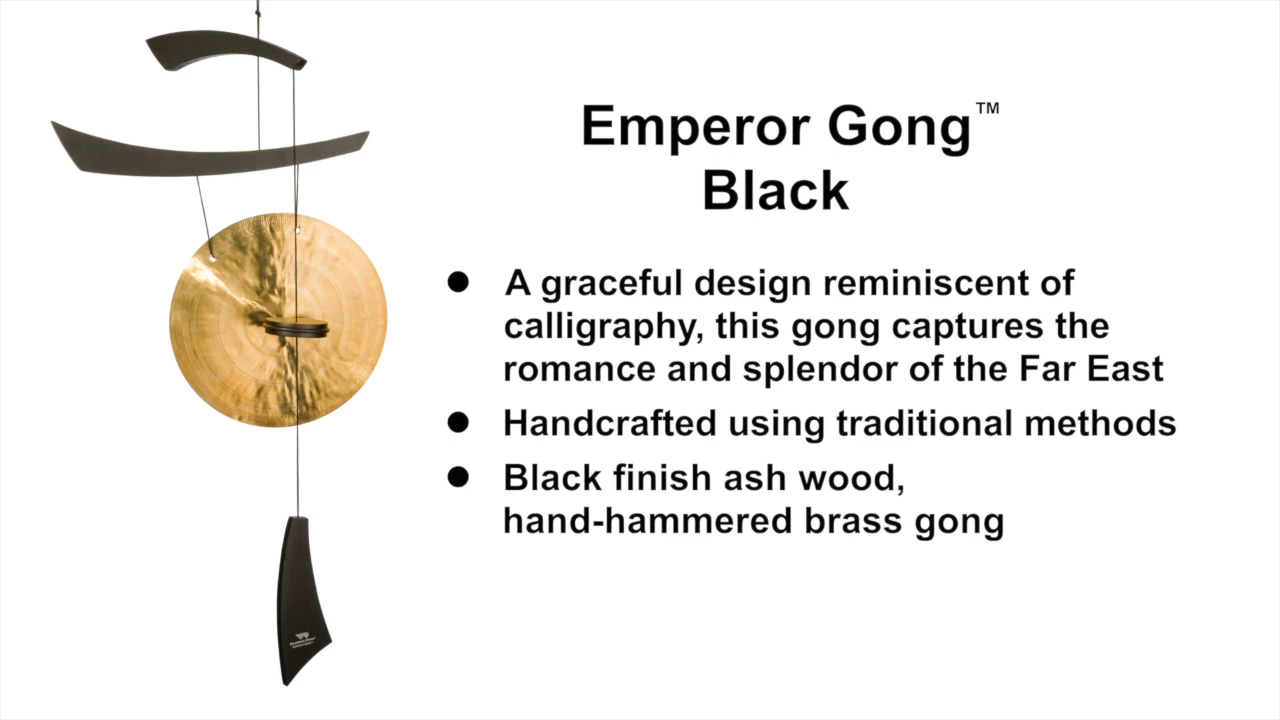 Emperor Gong™
Black
● A graceful design reminiscent of
calligraphy, this gong captures the
romance and splendor of the Far East
● Handcrafted using traditional methods
● Black finish ash wood,
hand-hammered brass gong